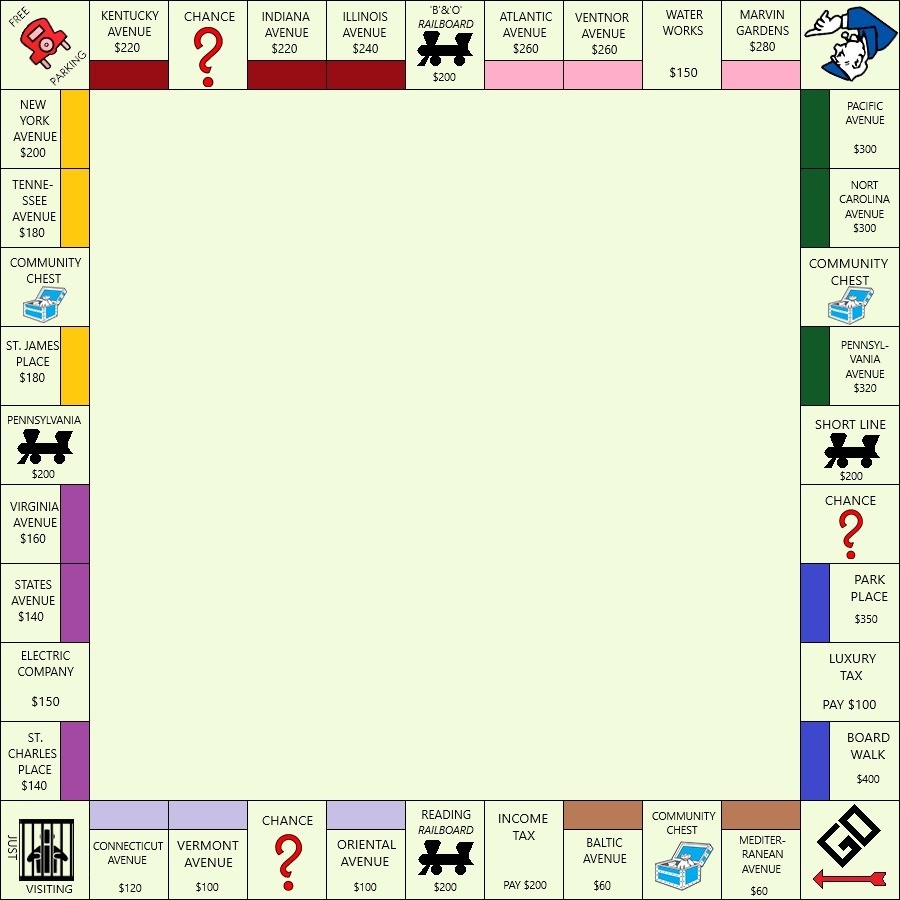 FREE
PARKING
KENTUCKY
AVENUE
$220
CHANCE
?
INDIANA
AVENUE
$220
ILLINOIS
AVENUE
$240
'B'&'O'
RAILBOARD
$200
ATLANTIC
AVENUE
$260
VENTNOR
AVENUE
$260
WATER
WORKS
$150
MARVIN
GARDENS
$280
PACIFIC
AVENUE
$300
NORT
CAROLINA
AVENUE
$300
COMMUNITY
CHEST
PENNSYL-
VANIA
AVENUE
$320
SHORT LINE
$200
CHANCE
?
PARK
PLACE
$350
LUXURY
TAX
PAY $100
BOARD
WALK
$400
GO
MEDITER-
RANEAN
AVENUE
$60
COMMUNITY
CHEST
BALTIC
AVENUE
$60
INCOME
TAX
PAY $200
READING
RAILBOARD
$200
ORIENTAL
AVENUE
$100
CHANCE
?
VERMONT
AVENUE
$100
CONNECTICUT
AVENUE
$120
JUST
VISITING
ST.
CHARLES
PLACE
$140
ELECTRIC
COMPANY
$150
STATES
AVENUE
$140
VIRGINIA
AVENUE
$160
PENNSYLVANIA
$200
ST. JAMES
PLACE
$180
COMMUNITY
CHEST
TENNE-
SSEE
AVENUE
$180
NEW
YORK
AVENUE
$200